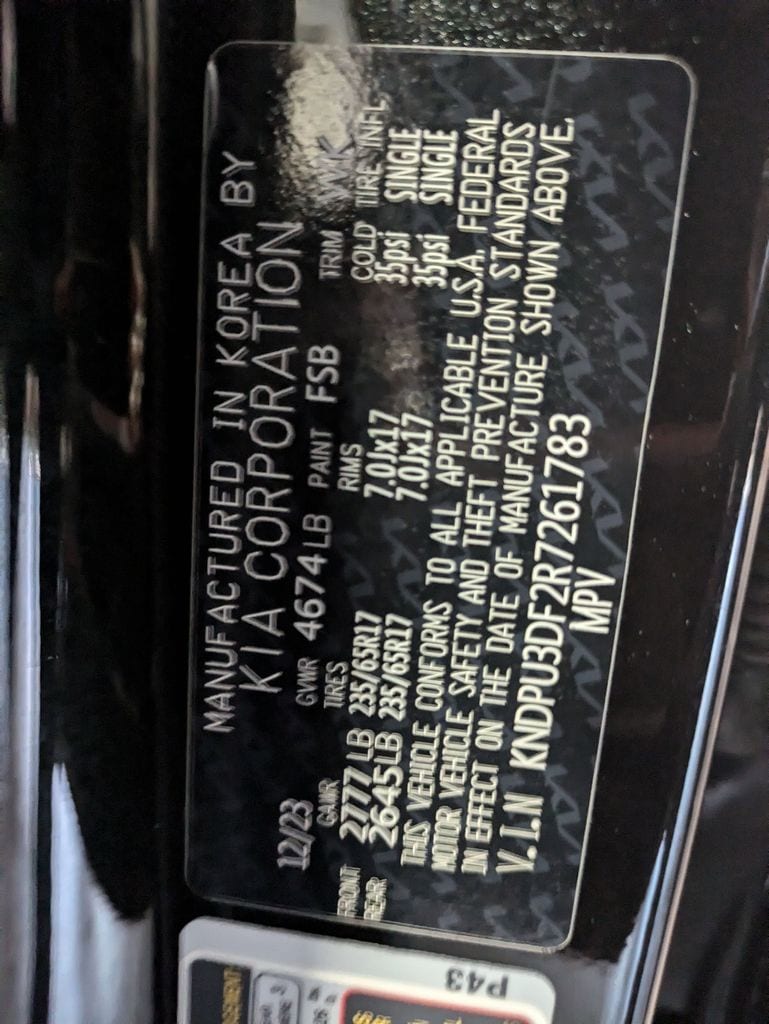 MANUFACTURED IN KOREA BY
KIA CORPORATION
12/23 GVWR 4674LB PAINT FSB TRIM WK
GAWR TIRES RIMS COLD TIRE INFL
FRONT 2777LB 235/65R17 7.0Jx17 35psi SINGLE
REAR 2645LB 235/65R17 7.0Jx17 35psi SINGLE
THIS VEHICLE CONFORMS TO ALL APPLICABLE U.S.A. FEDERAL
MOTOR VEHICLE SAFETY AND THEFT PREVENTION STANDARDS
IN EFFECT ON THE DATE OF MANUFACTURE SHOWN ABOVE.
V.I.N KNDPU3DF2R7261783
MPV
P43